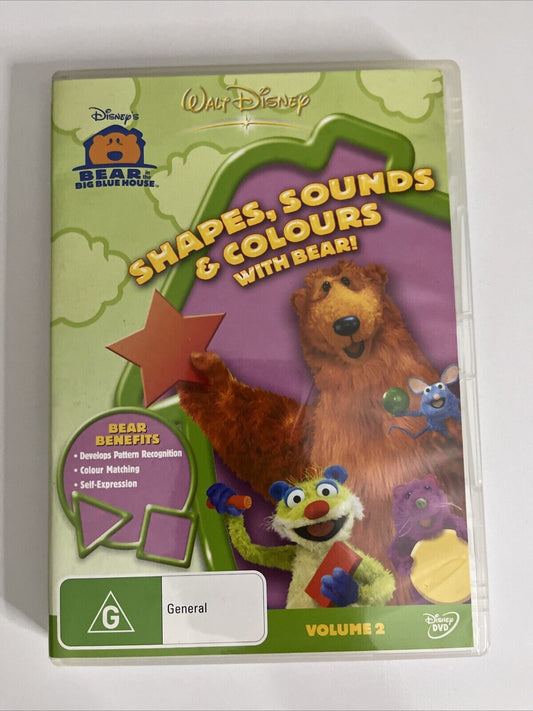 DISNEY'S
BEAR in the
BIG BLUE HOUSE™
WALT DISNEY
SHAPES, SOUNDS
& COLOURS
WITH BEAR!
BEAR
BENEFITS
• Develops Pattern Recognition
• Colour Matching
• Self-Expression
G
General
VOLUME 2
DISNEY
DVD